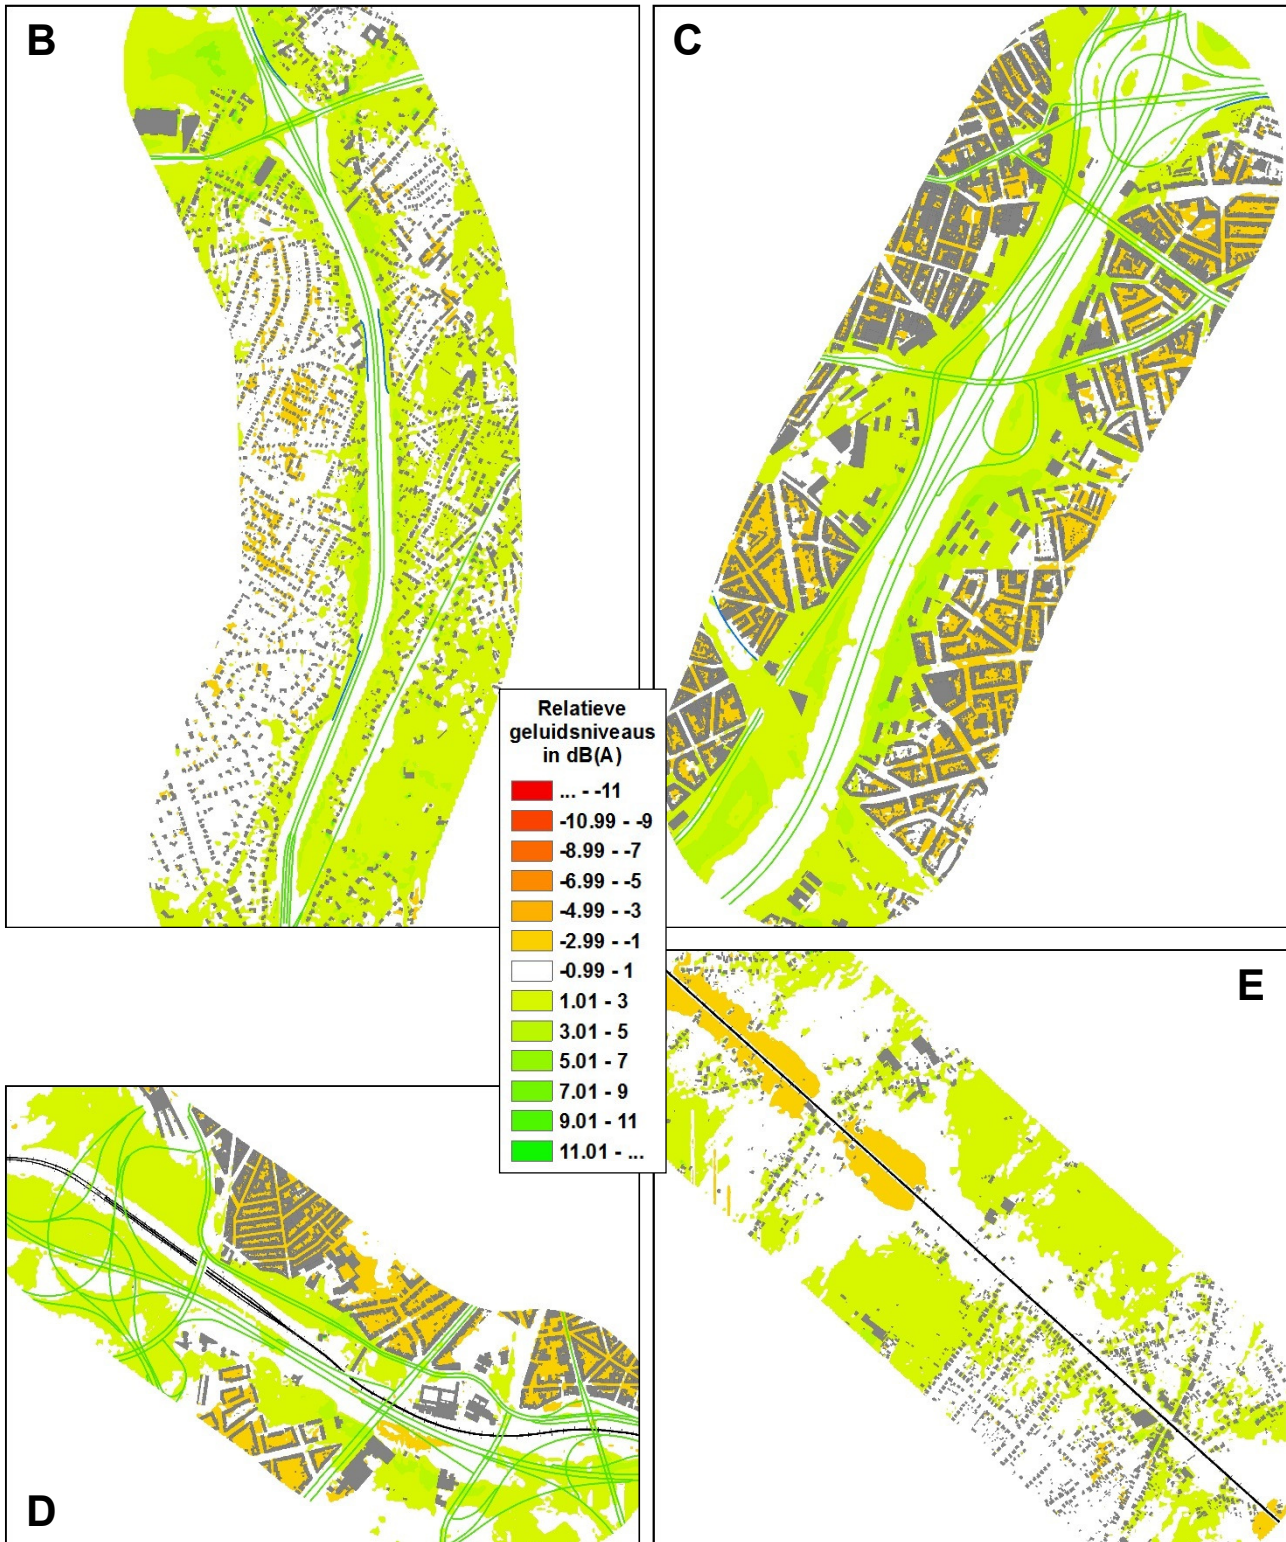 B
C
Relatieve
geluidsniveaus
in dB(A)
... - -11
-10.99 - -9
-8.99 - -7
-6.99 - -5
-4.99 - -3
-2.99 - -1
-0.99 - 1
1.01 - 3
3.01 - 5
5.01 - 7
7.01 - 9
9.01 - 11
11.01 - ...
E
D